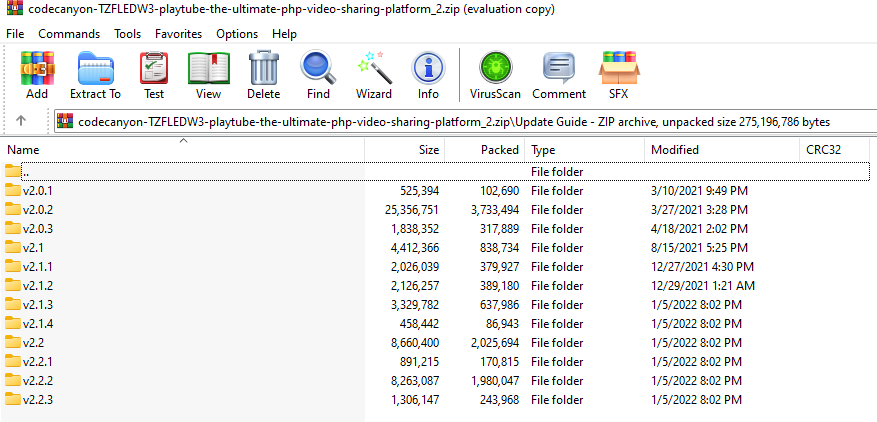 codecanyon-TZFLEDW3-playtube-the-ultimate-php-video-sharing-platform_2.zip (evaluation copy)
File Commands Tools Favorites Options Help
Add Extract To Test View Delete Find Wizard Info VirusScan Comment SFX
codecanyon-TZFLEDW3-playtube-the-ultimate-php-video-sharing-platform_2.zip\Update Guide - ZIP archive, unpacked size 275,196,786 bytes
Name Size Packed Type Modified CRC32
.. File folder
v2.0.1 525,394 102,690 File folder 3/10/2021 9:49 PM
v2.0.2 25,356,751 3,733,494 File folder 3/27/2021 3:28 PM
v2.0.3 1,838,352 317,889 File folder 4/18/2021 2:02 PM
v2.1 4,412,366 838,734 File folder 8/15/2021 5:25 PM
v2.1.1 2,026,039 379,927 File folder 12/27/2021 4:30 PM
v2.1.2 2,126,257 389,180 File folder 12/29/2021 1:21 AM
v2.1.3 3,329,782 637,986 File folder 1/5/2022 8:02 PM
v2.1.4 458,442 86,943 File folder 1/5/2022 8:02 PM
v2.2 8,660,400 2,025,694 File folder 1/5/2022 8:02 PM
v2.2.1 891,215 170,815 File folder 1/5/2022 8:02 PM
v2.2.2 8,263,087 1,980,047 File folder 1/5/2022 8:02 PM
v2.2.3 1,306,147 243,968 File folder 1/5/2022 8:02 PM